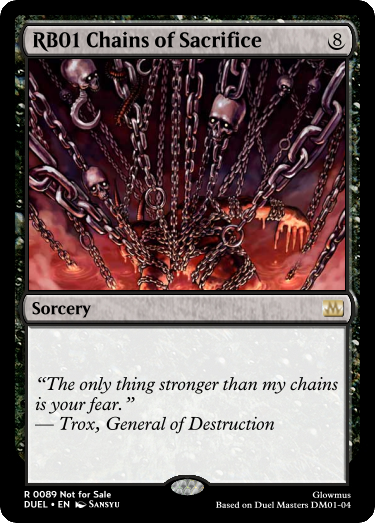 RB01 Chains of Sacrifice 8
Sorcery
“The only thing stronger than my chains
is your fear.”
— Trox, General of Destruction
R 0089 Not for Sale Glowmus
DUEL • EN Sansyu Based on Duel Masters DM01-04